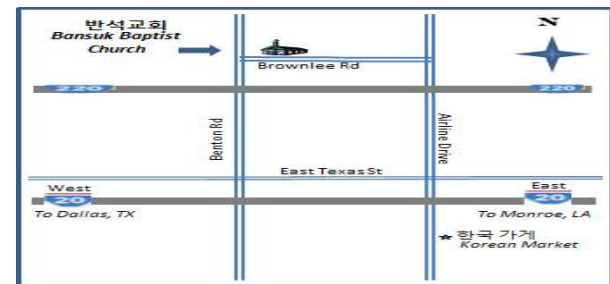 반석교회
Bansuk Baptist
Church
N
Brownlee Rd
220
220
Benton Rd
Airline Drive
East Texas St
West
20
To Dallas, TX
East
20
To Monroe, LA
한국 가게
Korean Market